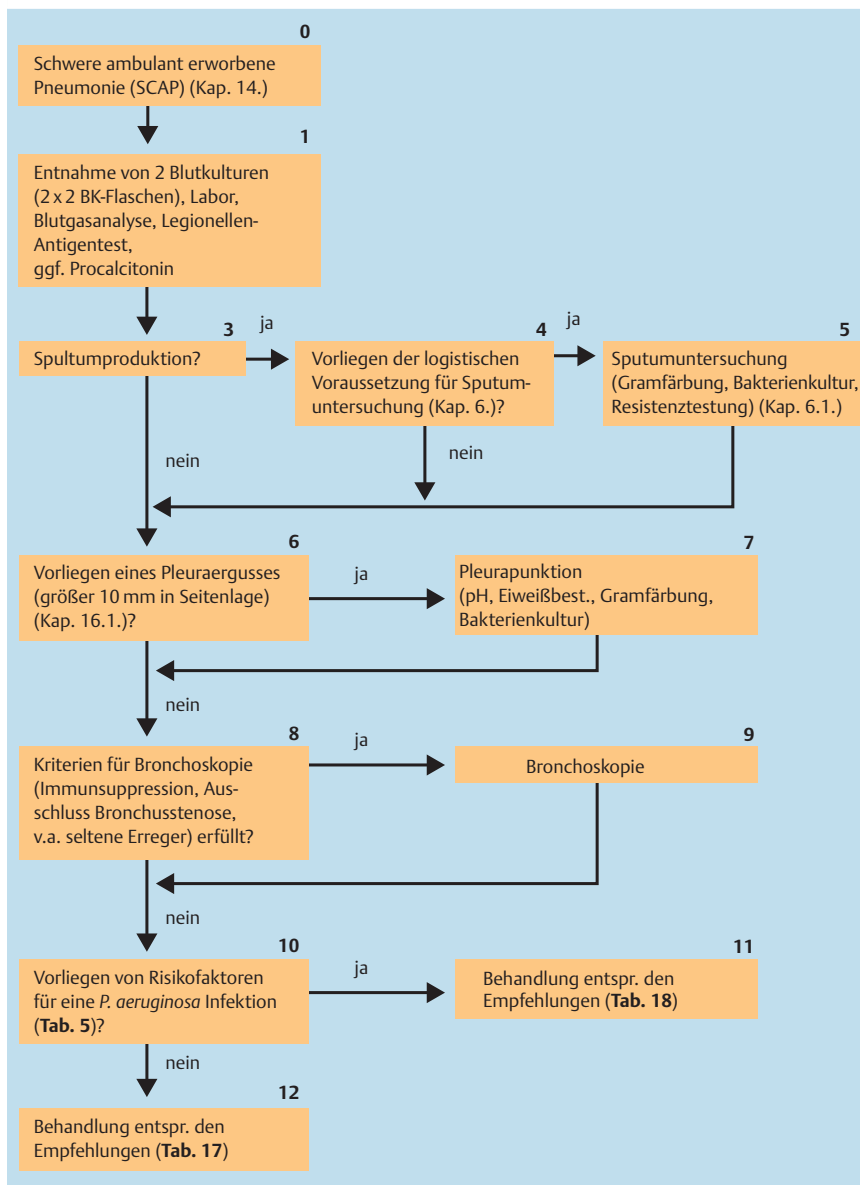 0
Schwere ambulant erworbene
Pneumonie (SCAP) (Kap. 14.)
1
Entnahme von 2 Blutkulturen
(2 x 2 BK-Flaschen), Labor,
Blutgasanalyse, Legionellen-
Antigentest,
ggf. Procalcitonin
3
Spultumproduktion?
ja
4
Vorliegen der logistischen
Voraussetzung für Sputum-
untersuchung (Kap. 6.)?
ja
5
Sputumuntersuchung
(Gramfärbung, Bakterienkultur,
Resistenztestung) (Kap. 6.1.)
nein
nein
6
Vorliegen eines Pleuraergusses
(größer 10 mm in Seitenlage)
(Kap. 16.1.)?
ja
7
Pleurapunktion
(pH, Eiweißbest., Gramfärbung,
Bakterienkultur)
nein
8
Kriterien für Bronchoskopie
(Immunsuppression, Aus-
schluss Bronchusstenose,
v.a. seltene Erreger) erfüllt?
ja
9
Bronchoskopie
nein
10
Vorliegen von Risikofaktoren
für eine P. aeruginosa Infektion
(Tab. 5)?
ja
11
Behandlung entspr. den
Empfehlungen (Tab. 18)
nein
12
Behandlung entspr. den
Empfehlungen (Tab. 17)